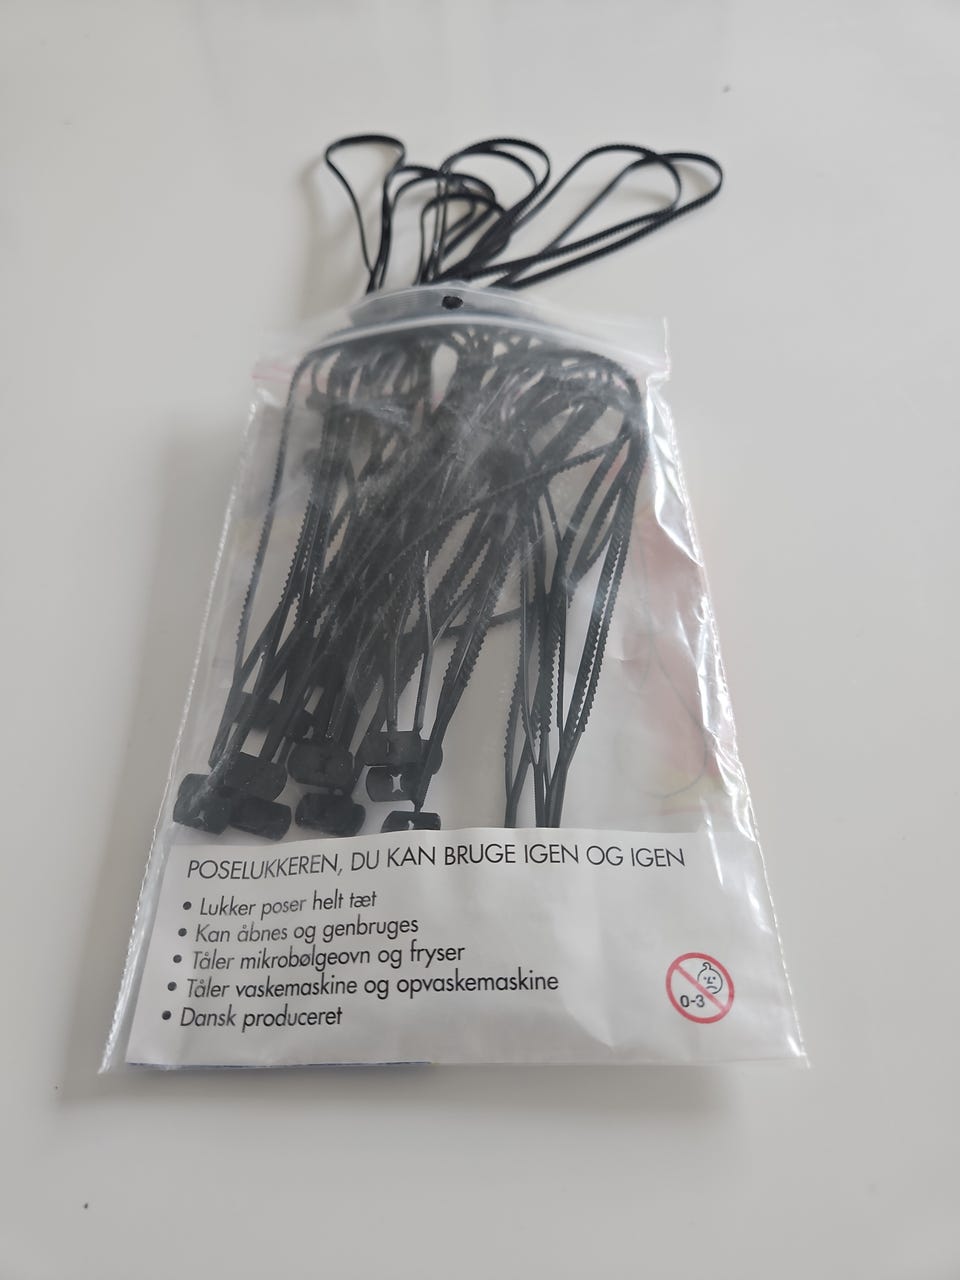 POSELUKKEREN, DU KAN BRUGE IGEN OG IGEN
• Lukker poser helt tæt
• Kan åbnes og genbruges
• Tåler mikrobølgeovn og fryser
• Tåler vaskemaskine og opvaskemaskine
• Dansk produceret
0-3